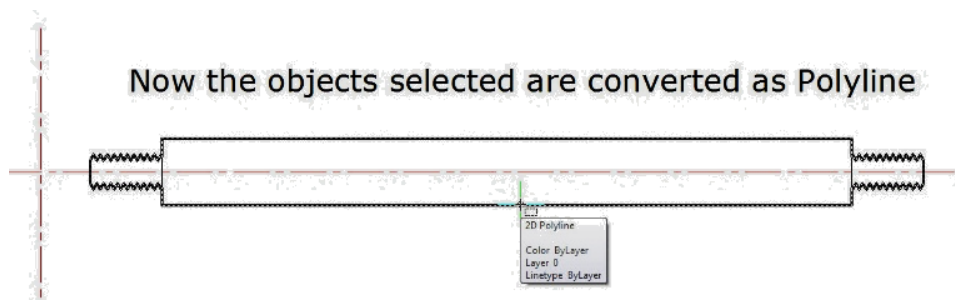 Now the objects selected are converted as Polyline
2D Polyline
Color ByLayer
Layer 0
Linetype ByLayer